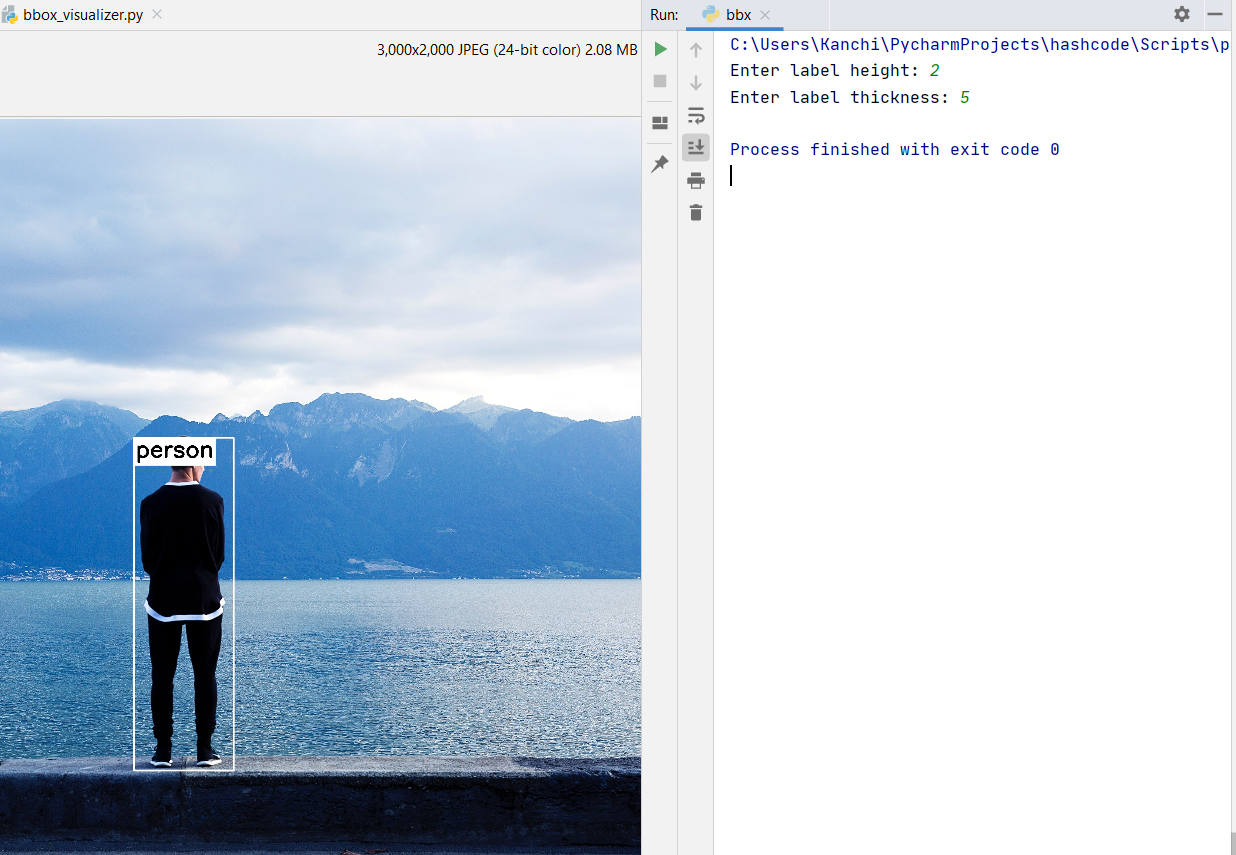 bbox_visualizer.py
3,000x2,000 JPEG (24-bit color) 2.08 MB
person
Run: bbx
C:\Users\Kanchi\PycharmProjects\hashcode\Scripts\p
Enter label height: 2
Enter label thickness: 5
Process finished with exit code 0